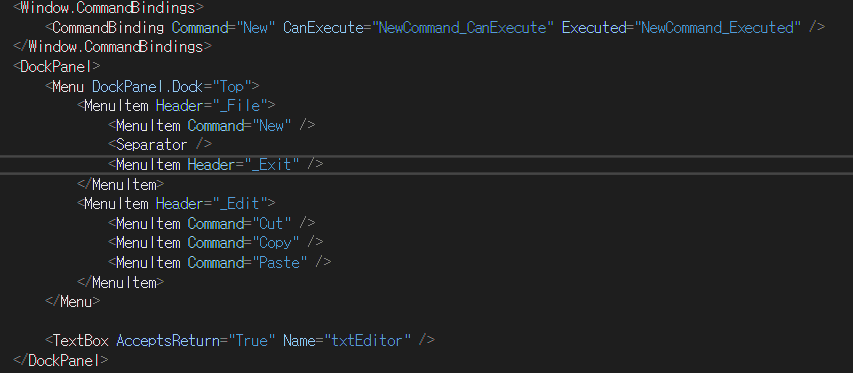 <Window.CommandBindings>
    <CommandBinding Command="New" CanExecute="NewCommand_CanExecute" Executed="NewCommand_Executed" />
</Window.CommandBindings>
<DockPanel>
    <Menu DockPanel.Dock="Top">
        <MenuItem Header="_File">
            <MenuItem Command="New" />
            <Separator />
            <MenuItem Header="_Exit" />
        </MenuItem>
        <MenuItem Header="_Edit">
            <MenuItem Command="Cut" />
            <MenuItem Command="Copy" />
            <MenuItem Command="Paste" />
        </MenuItem>
    </Menu>

    <TextBox AcceptsReturn="True" Name="txtEditor" />
</DockPanel>